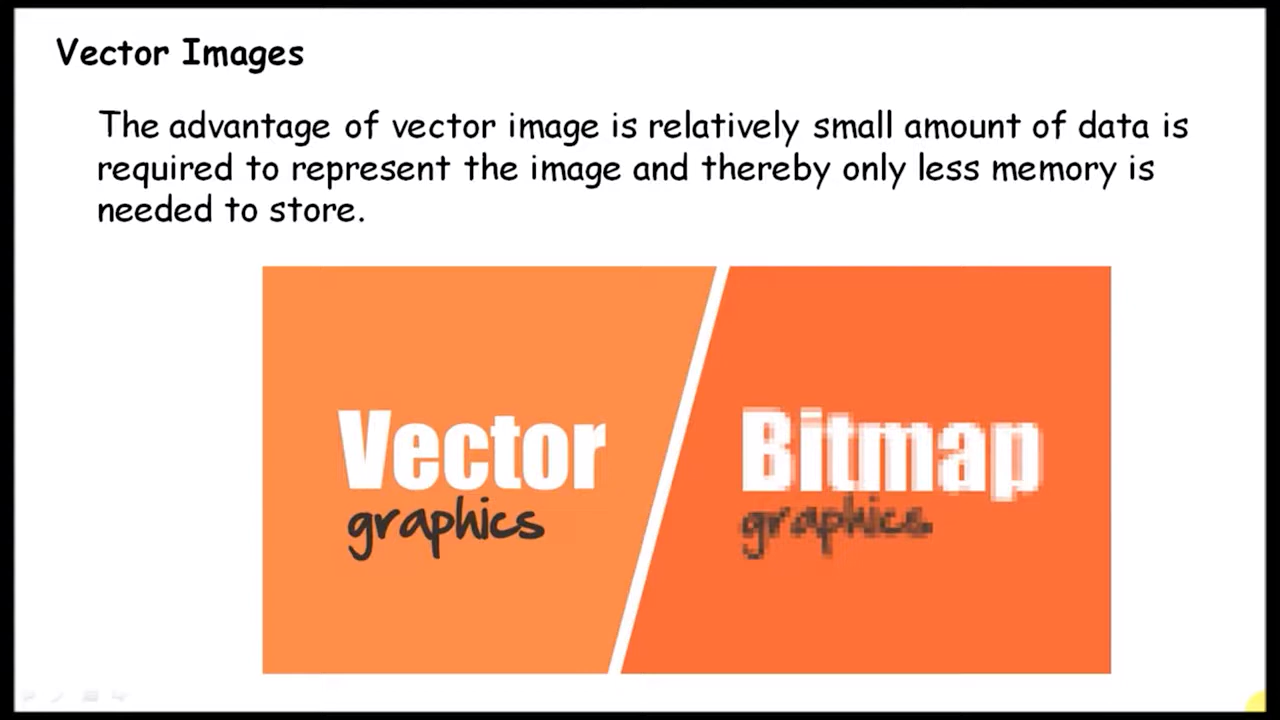 Vector Images
The advantage of vector image is relatively small amount of data is
required to represent the image and thereby only less memory is
needed to store.
Vector
graphics
Bitmap
graphics